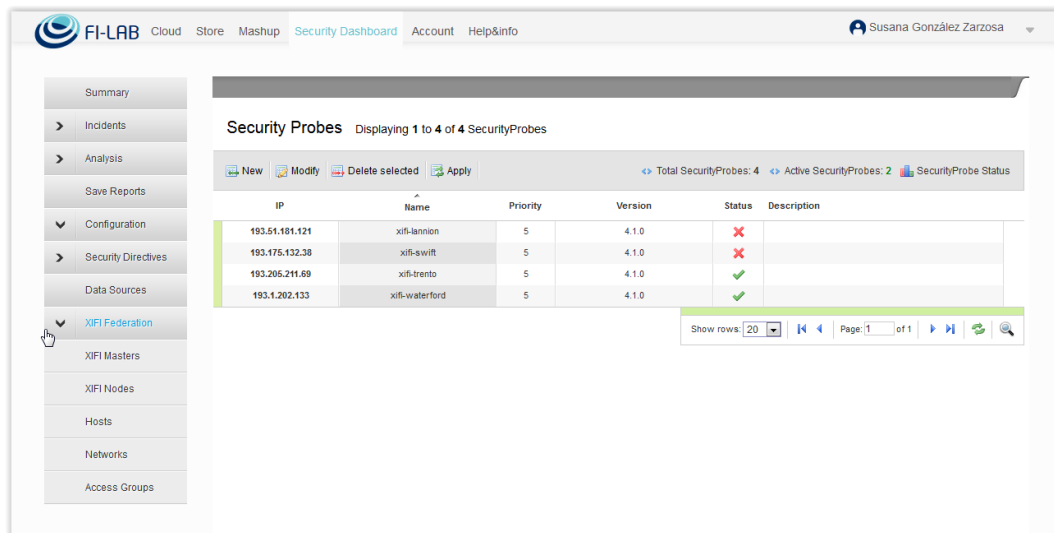 FI-LAB Cloud Store Mashup Security Dashboard Account Help&info Susana González Zarzosa
Summary
Incidents
Analysis
Save Reports
Configuration
Security Directives
Data Sources
XIFI Federation
XIFI Masters
XIFI Nodes
Hosts
Networks
Access Groups
Security Probes Displaying 1 to 4 of 4 SecurityProbes
New Modify Delete selected Apply Total SecurityProbes: 4 Active SecurityProbes: 2 SecurityProbe Status
IP Name Priority Version Status Description
193.51.181.121 xifi-lannion 5 4.1.0
193.175.132.38 xifi-swift 5 4.1.0
193.205.211.69 xifi-trento 5 4.1.0
193.1.202.133 xifi-waterford 5 4.1.0
Show rows: 20 Page: 1 of 1